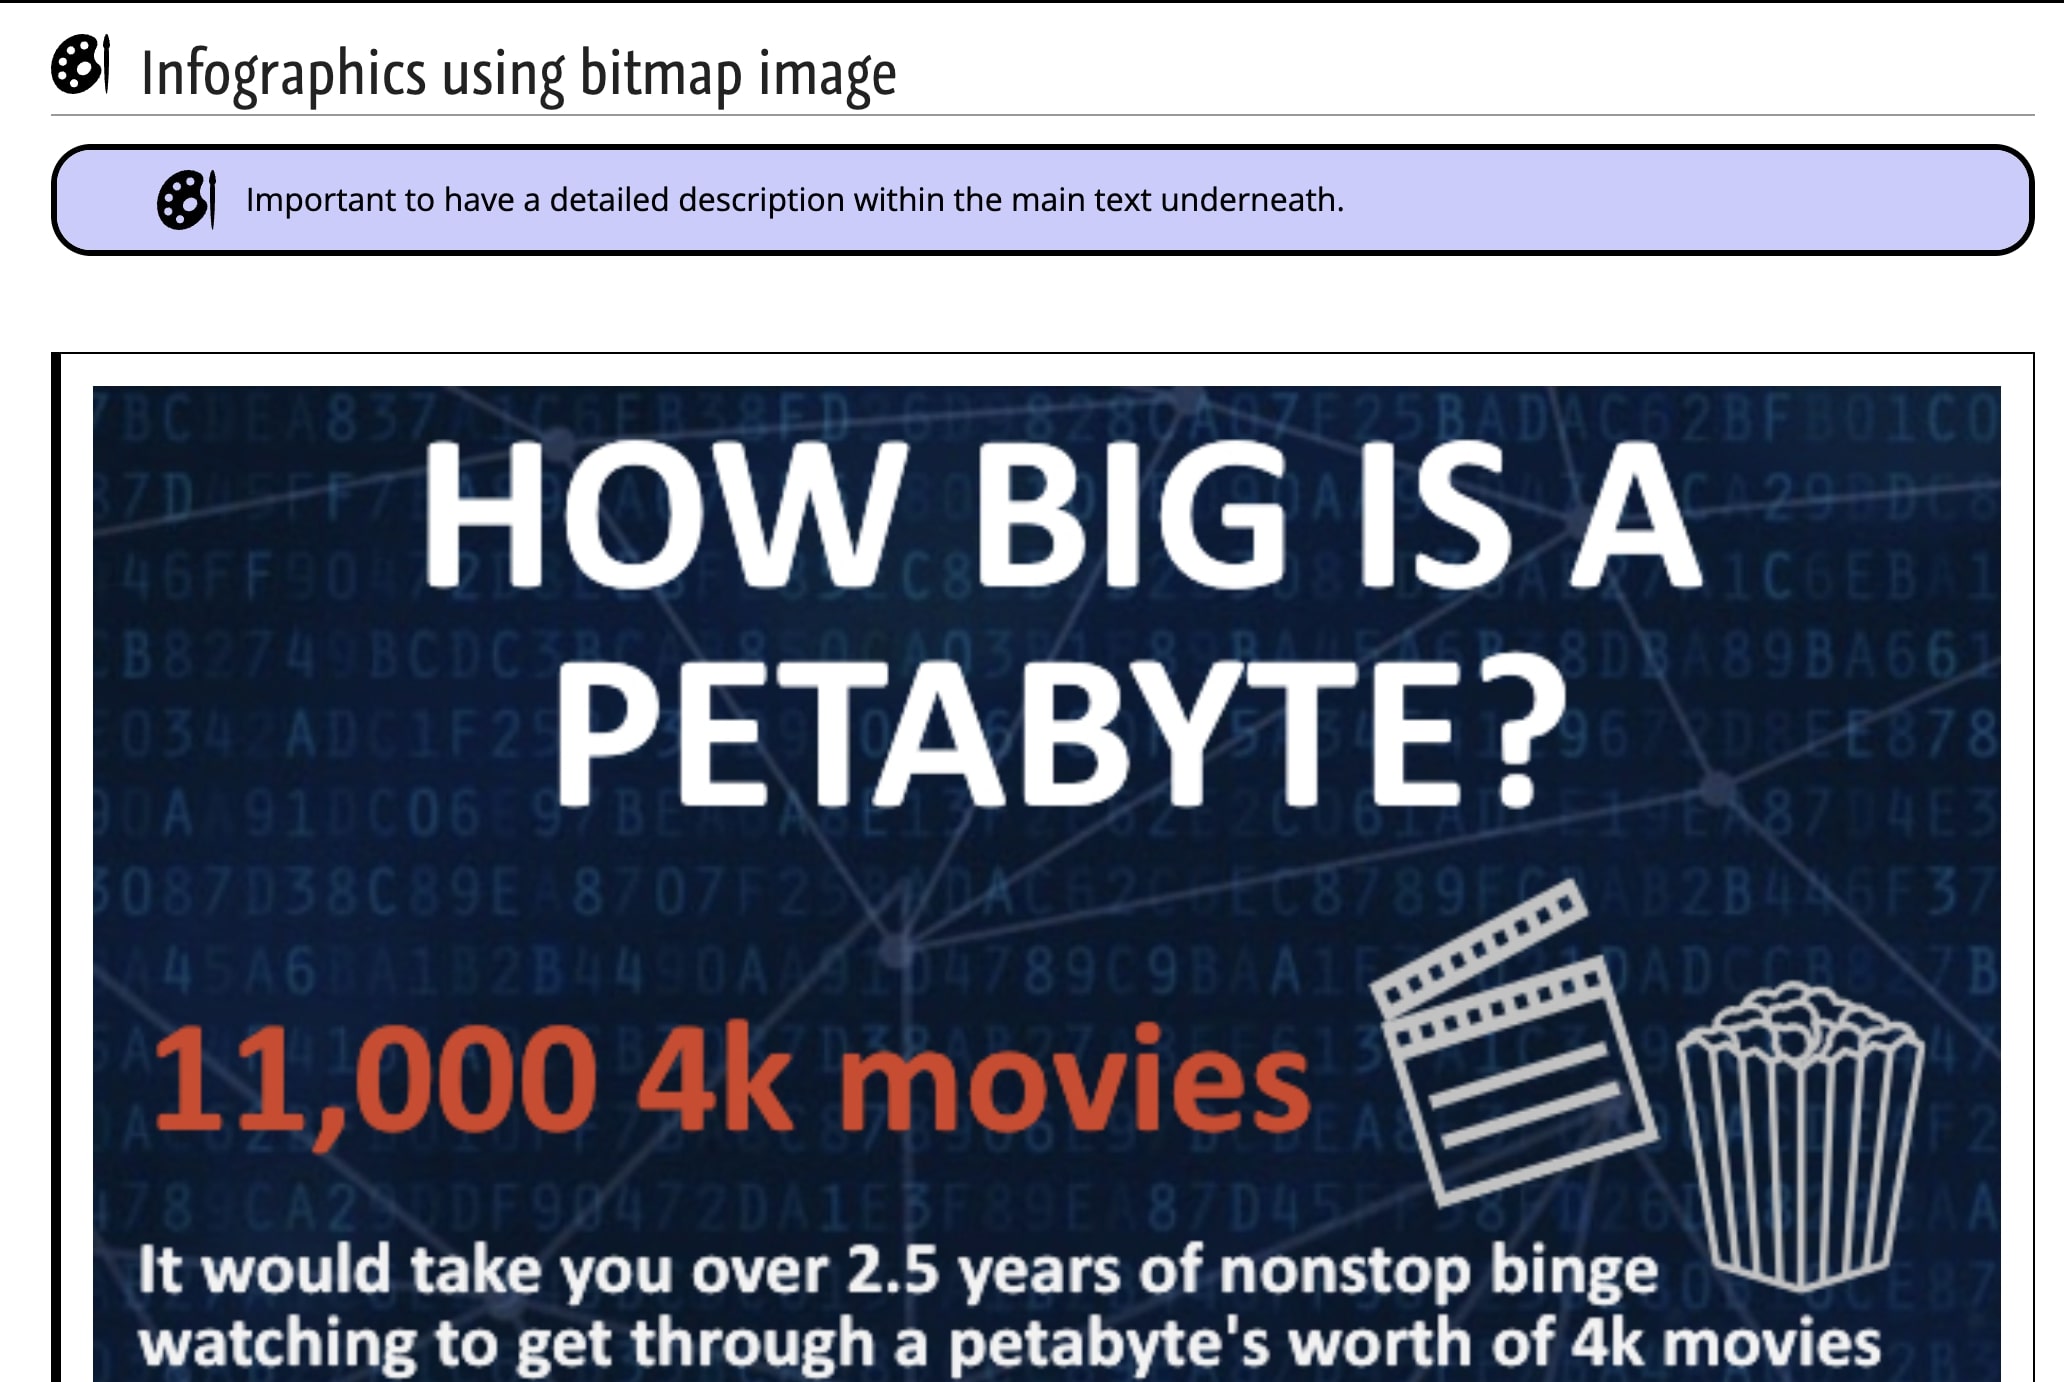 Infographics using bitmap image
Important to have a detailed description within the main text underneath.
HOW BIG IS A
PETABYTE?
11,000 4k movies
It would take you over 2.5 years of nonstop binge
watching to get through a petabyte's worth of 4k movies